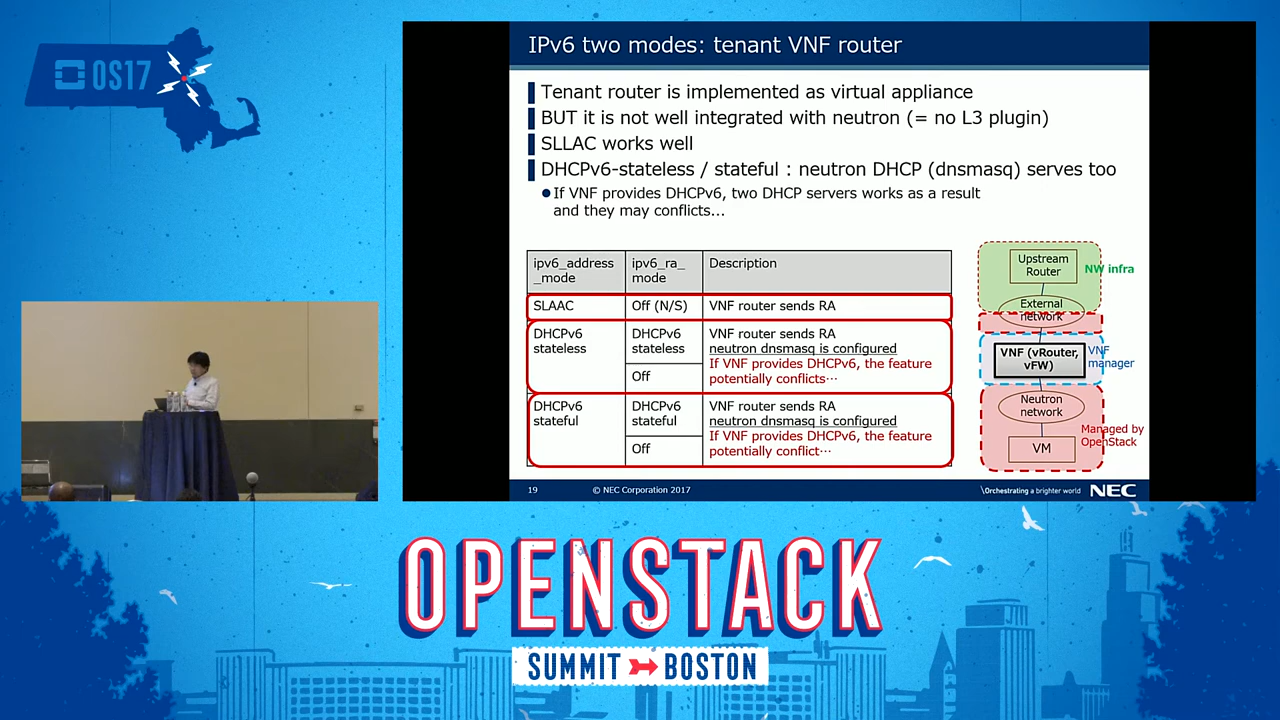 OS17
IPv6 two modes: tenant VNF router
Tenant router is implemented as virtual appliance
BUT it is not well integrated with neutron (= no L3 plugin)
SLLAC works well
DHCPv6-stateless / stateful : neutron DHCP (dnsmasq) serves too
If VNF provides DHCPv6, two DHCP servers works as a result
and they may conflicts...
ipv6_address
_mode
ipv6_ra_
mode
Description
SLAAC
Off (N/S)
VNF router sends RA
DHCPv6
stateless
DHCPv6
stateless
Off
VNF router sends RA
neutron dnsmasq is configured
If VNF provides DHCPv6, the feature
potentially conflicts…
DHCPv6
stateful
DHCPv6
stateful
Off
VNF router sends RA
neutron dnsmasq is configured
If VNF provides DHCPv6, the feature
potentially conflict…
Upstream
Router
NW infra
External
network
VNF (vRouter,
vFW)
VNF
manager
Neutron
network
Managed by
OpenStack
VM
19
© NEC Corporation 2017
\Orchestrating a brighter world
NEC
OPENSTACK
SUMMIT BOSTON